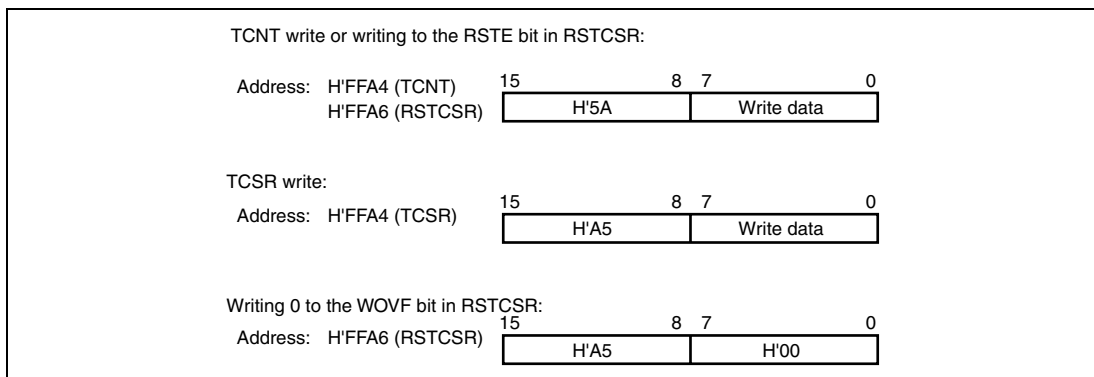 TCNT write or writing to the RSTE bit in RSTCSR:
15 8 7 0
Address: H'FFA4 (TCNT)
H'FFA6 (RSTCSR) H'5A Write data
TCSR write:
15 8 7 0
Address: H'FFA4 (TCSR)
H'A5 Write data
Writing 0 to the WOVF bit in RSTCSR:
15 8 7 0
Address: H'FFA6 (RSTCSR)
H'A5 H'00